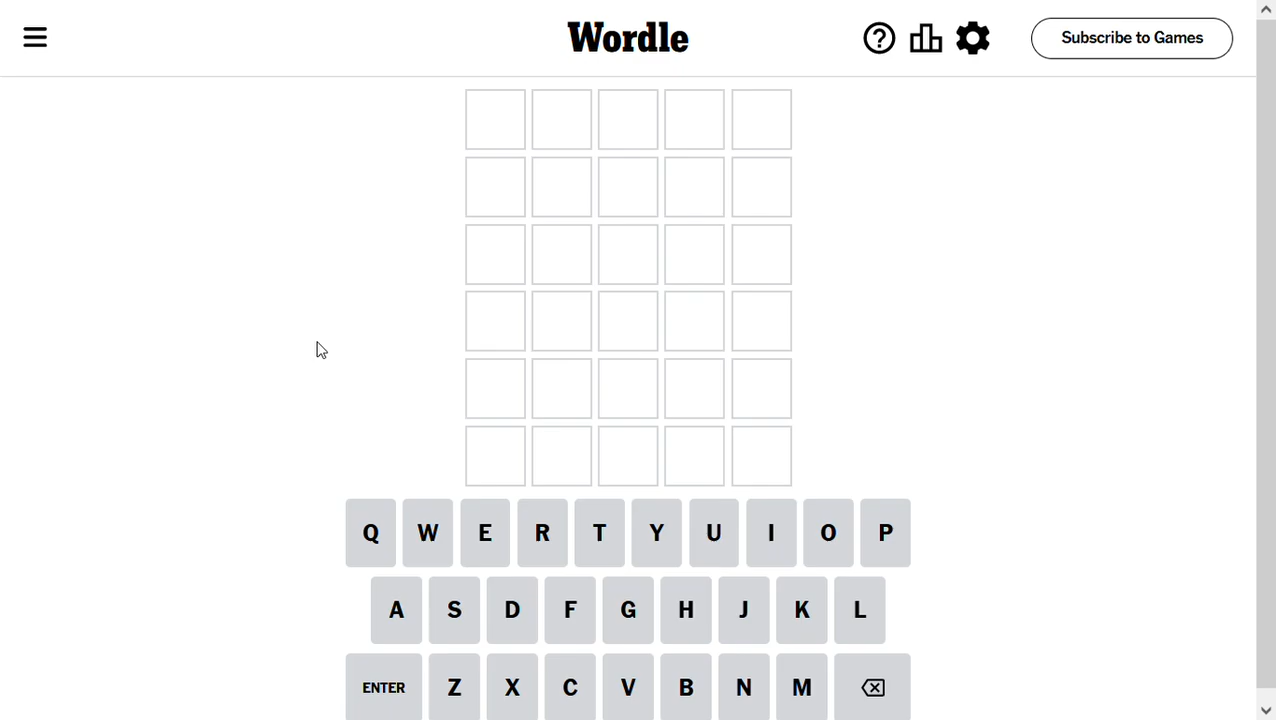 Wordle
Subscribe to Games
Q W E R T Y U I O P
A S D F G H J K L
ENTER Z X C V B N M